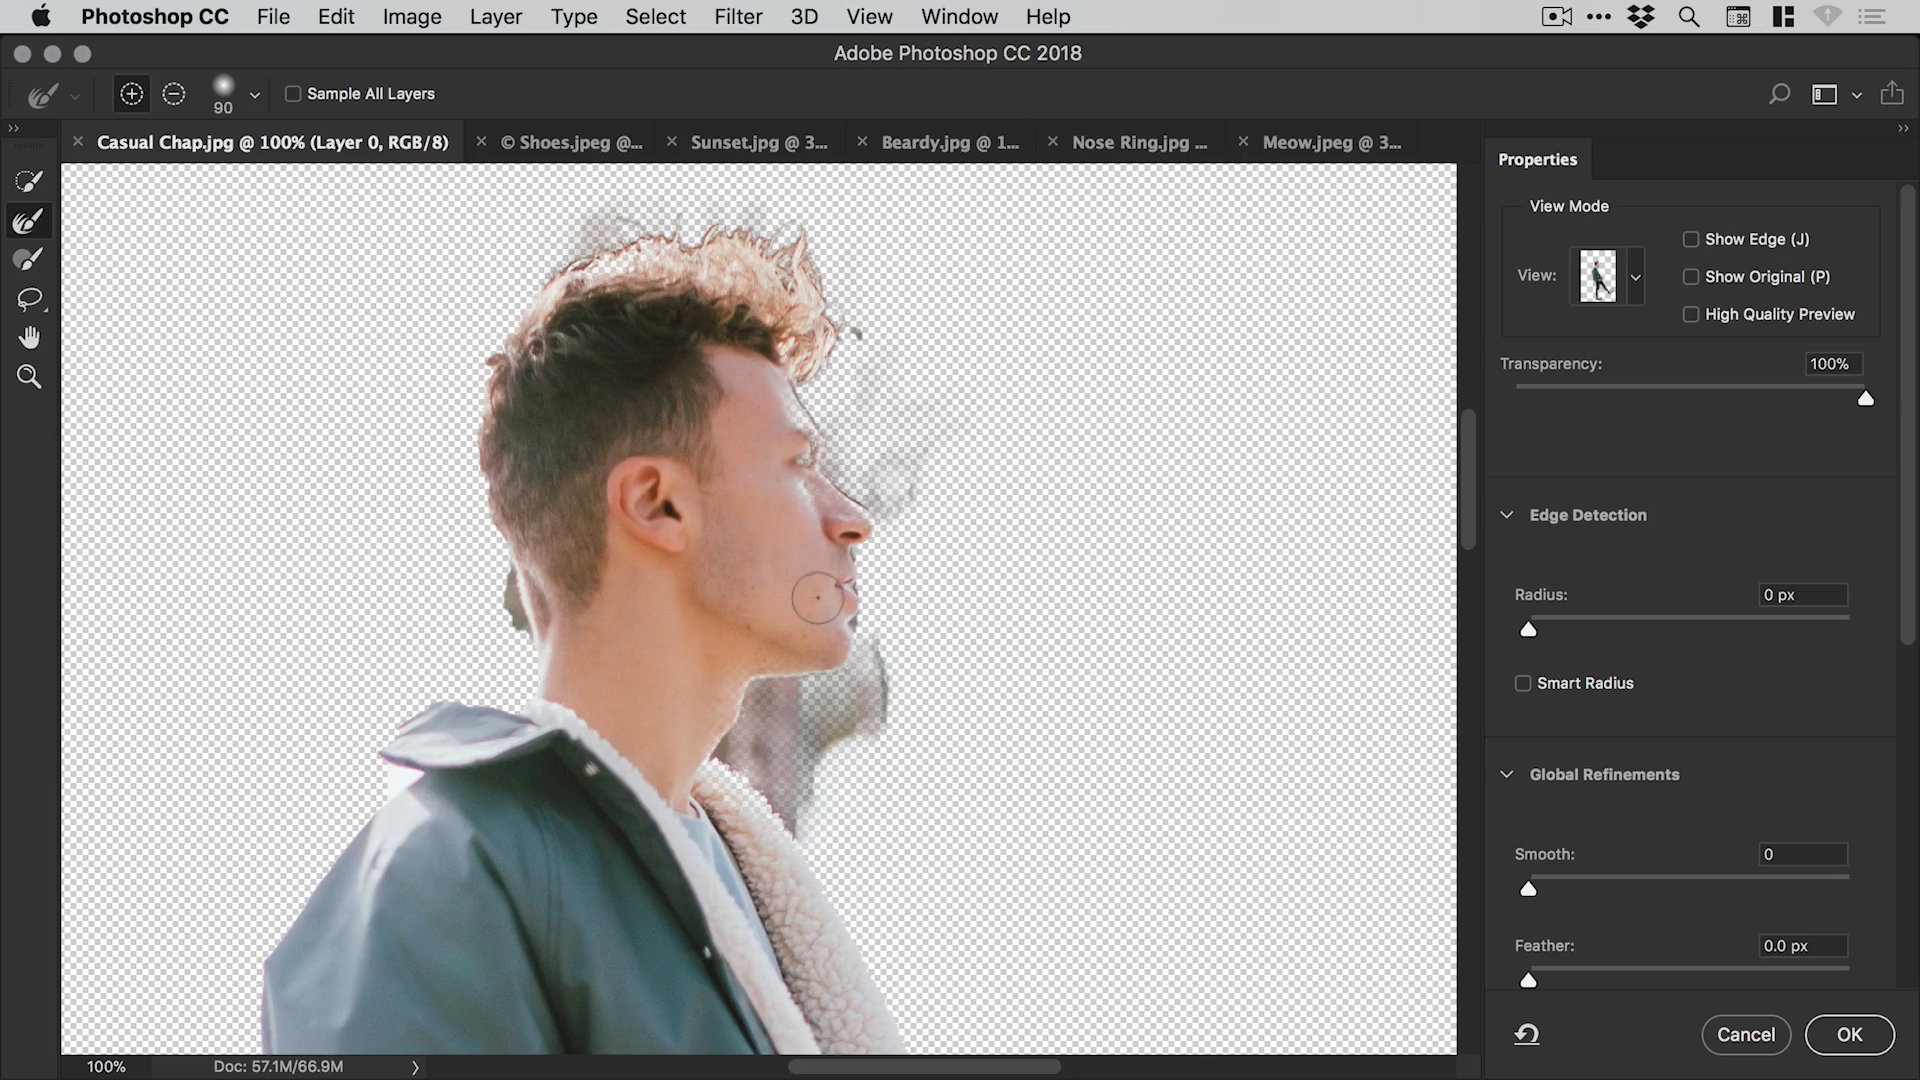 Photoshop CC File Edit Image Layer Type Select Filter 3D View Window Help
Adobe Photoshop CC 2018
90 Sample All Layers
Casual Chap.jpg @ 100% (Layer 0, RGB/8) © Shoes.jpeg @... Sunset.jpg @ 3... Beardy.jpg @ 1... Nose Ring.jpg ... Meow.jpeg @ 3...
Properties
View Mode
Show Edge (J)
View: Show Original (P)
High Quality Preview
Transparency: 100%
Edge Detection
Radius: 0 px
Smart Radius
Global Refinements
Smooth: 0
Feather: 0.0 px
Cancel OK
100% Doc: 57.1M/66.9M